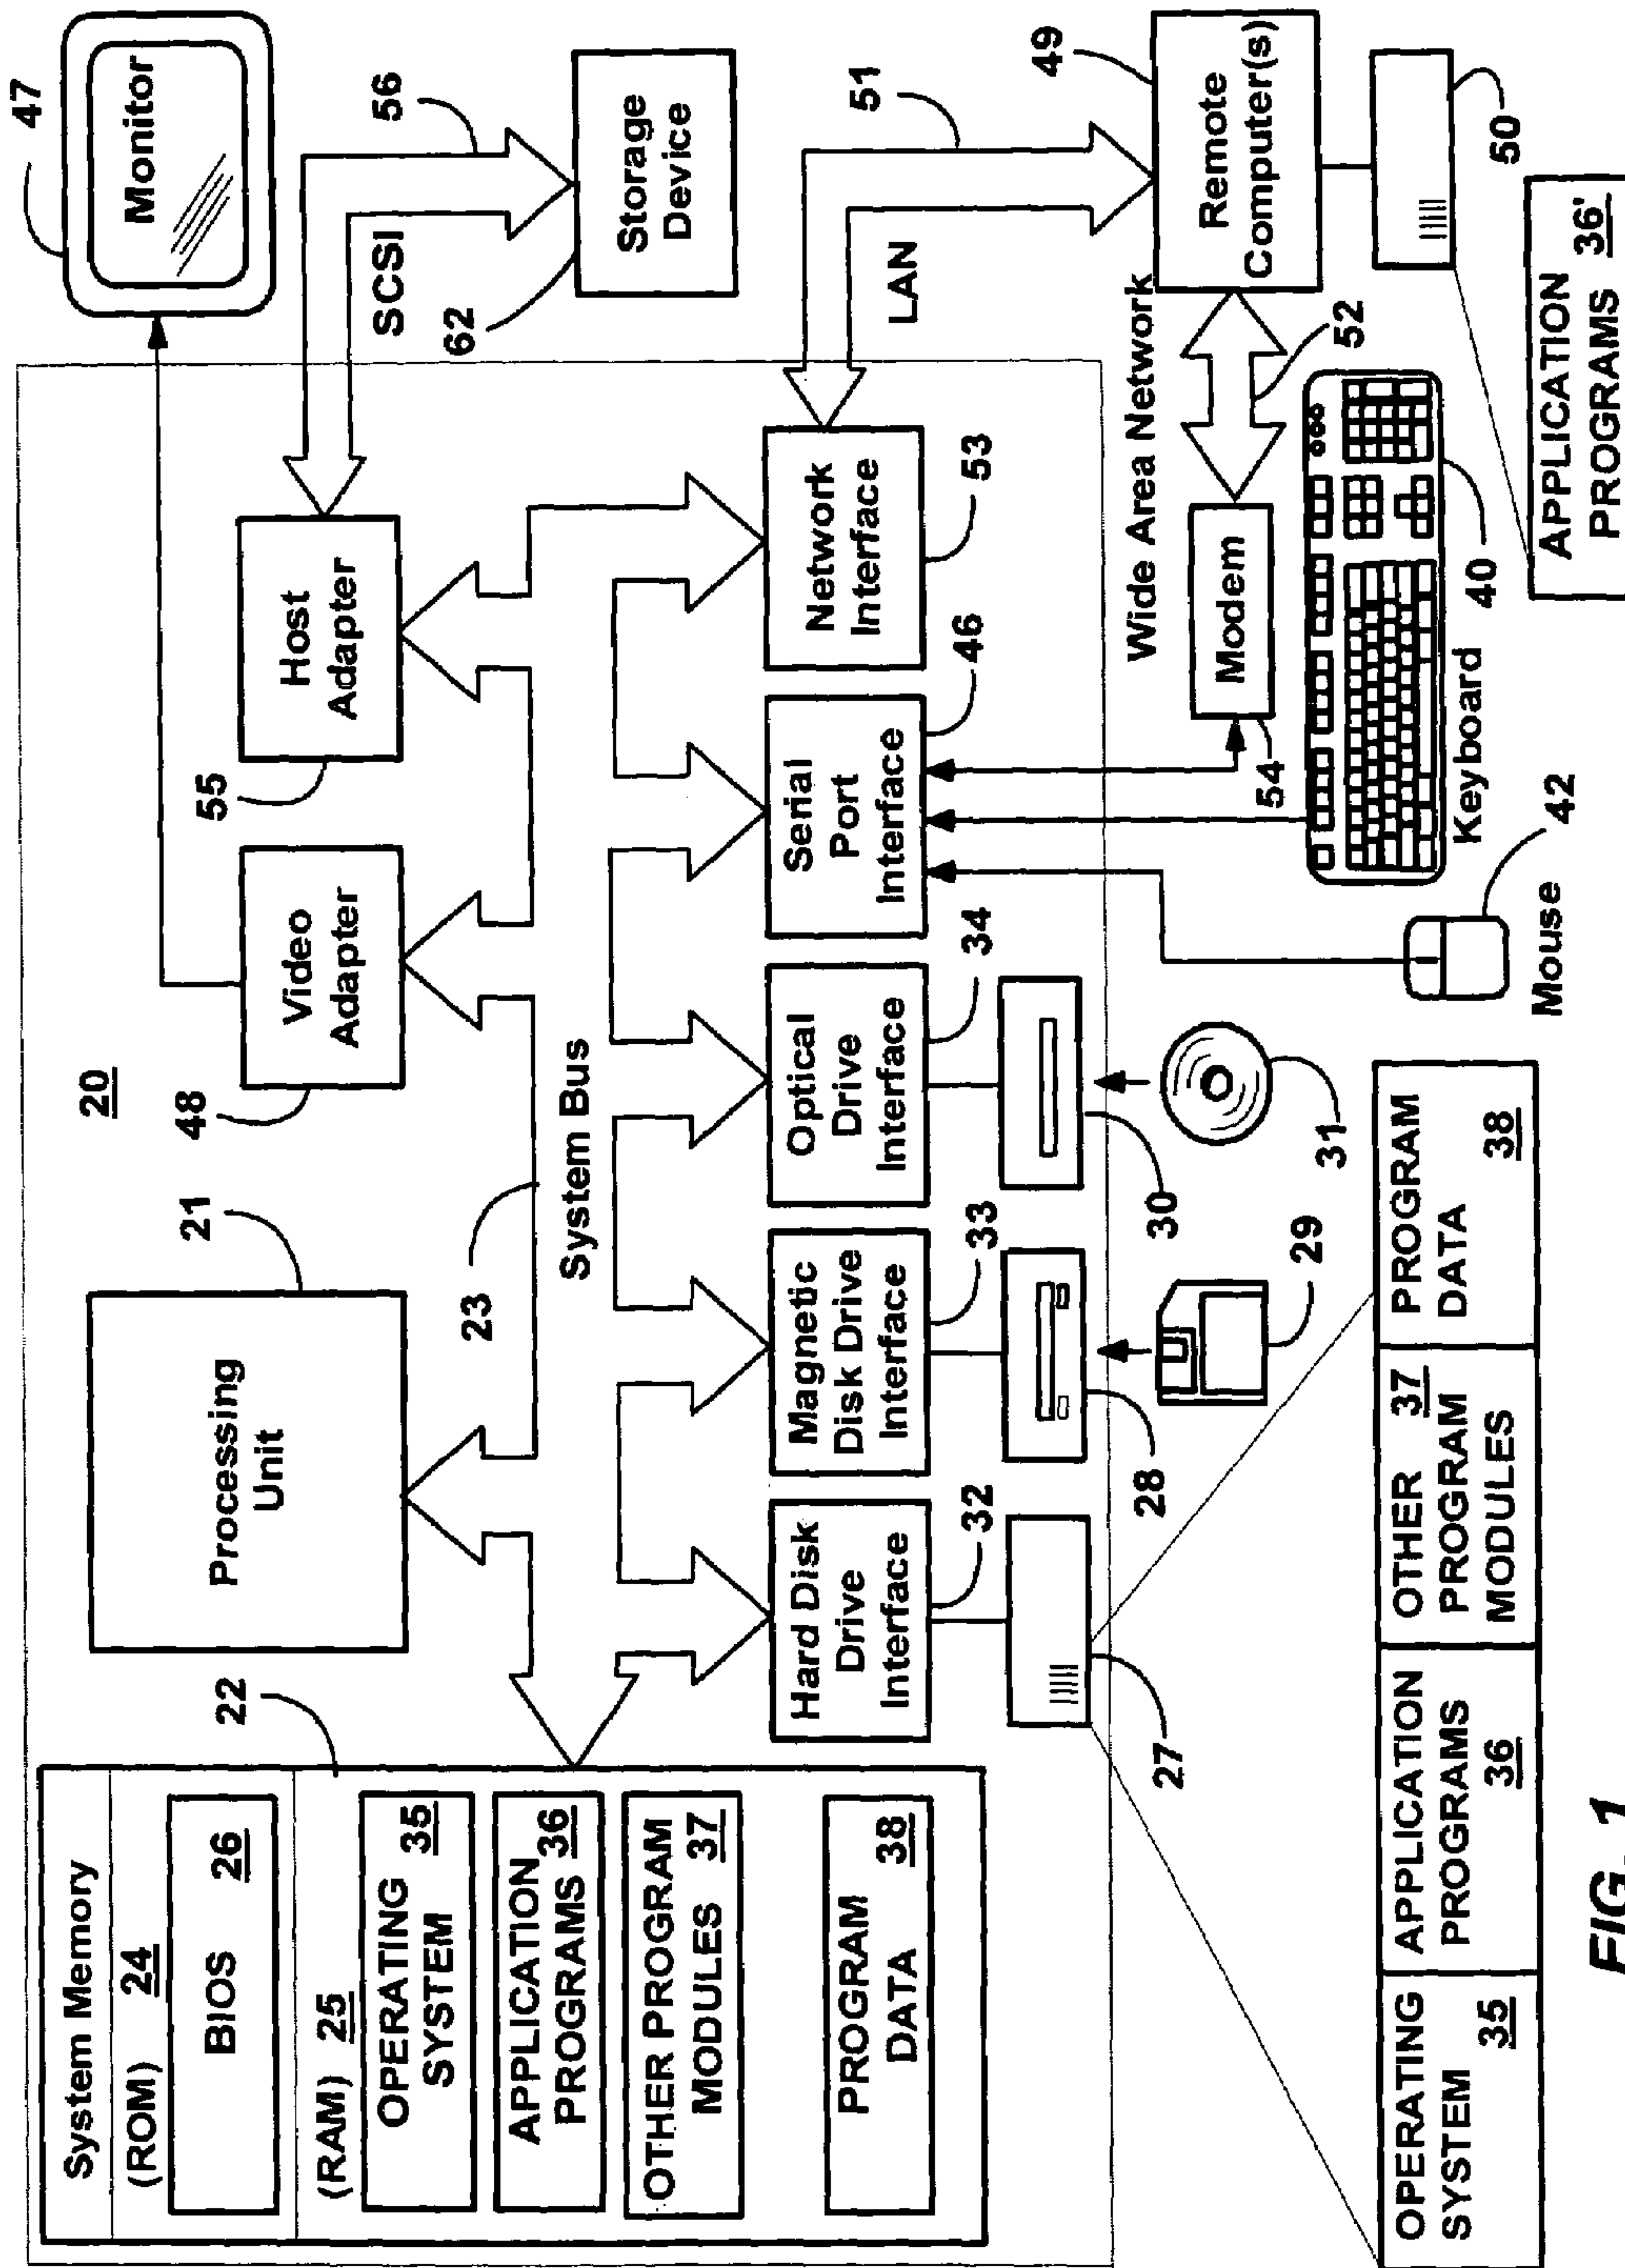 47
Monitor
20
System Memory
(ROM) 24
BIOS 26
22
(RAM) 25
OPERATING 35
SYSTEM
APPLICATION
PROGRAMS 36
OTHER PROGRAM
MODULES 37
PROGRAM
DATA 38
Processing
Unit
21
48
Video
Adapter
55
Host
Adapter
SCSI
56
62
Storage
Device
23
System Bus
Hard Disk
Drive
Interface
32
Magnetic
Disk Drive
Interface
33
Optical
Drive
Interface
34
Serial
Port
Interface
46
Network
Interface
53
LAN
51
27
28
29
30
31
Wide Area Network
52
Modem
54
Remote
Computer(s)
49
50
Keyboard
40
Mouse
42
OPERATING
SYSTEM
35
APPLICATION
PROGRAMS
36
OTHER 37
PROGRAM
MODULES
PROGRAM
DATA
38
APPLICATION
PROGRAMS 36'
FIG. 1